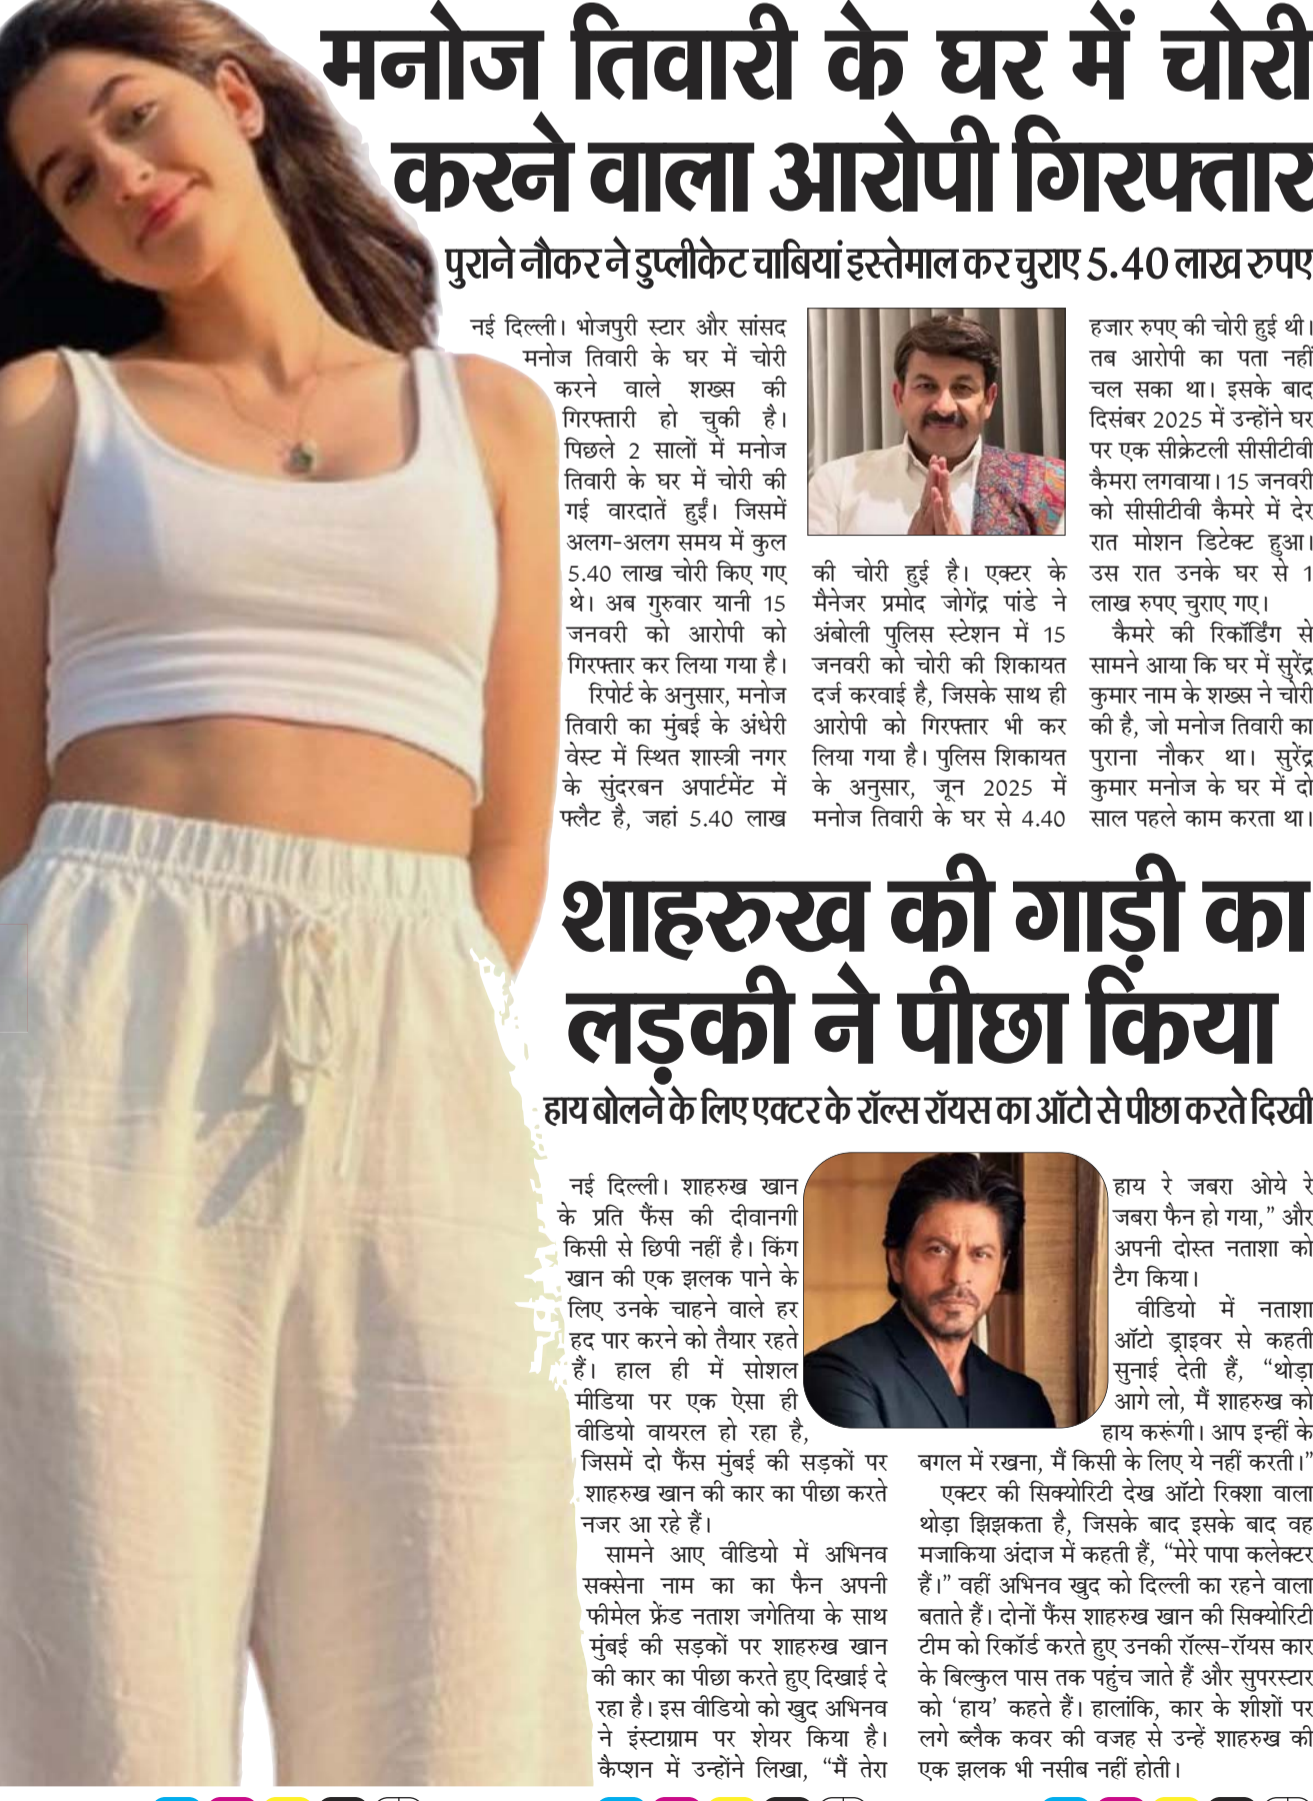 मनोज तिवारी के घर में चोरी
करने वाला आरोपी गिरफ्तार
पुराने नौकर ने डुप्लीकेट चाबियां इस्तेमाल कर चुराए 5.40 लाख रुपए
नई दिल्ली। भोजपुरी स्टार और सांसद
मनोज तिवारी के घर में चोरी
करने वाले शख्स की
गिरफ्तारी हो चुकी है।
पिछले 2 सालों में मनोज
तिवारी के घर में चोरी की
गई वारदातें हुईं। जिसमें
अलग-अलग समय में कुल
5.40 लाख चोरी किए गए
थे। अब गुरुवार यानी 15
जनवरी को आरोपी को
गिरफ्तार कर लिया गया है।
रिपोर्ट के अनुसार, मनोज
तिवारी का मुंबई के अंधेरी
वेस्ट में स्थित शास्त्री नगर
के सुंदरबन अपार्टमेंट में
फ्लैट है, जहां 5.40 लाख
की चोरी हुई है। एक्टर के
मैनेजर प्रमोद जोगेंद्र पांडे ने
अंबोली पुलिस स्टेशन में 15
जनवरी को चोरी की शिकायत
दर्ज करवाई है, जिसके साथ ही
आरोपी को गिरफ्तार भी कर
लिया गया है। पुलिस शिकायत
के अनुसार, जून 2025 में
मनोज तिवारी के घर से 4.40
हजार रुपए की चोरी हुई थी।
तब आरोपी का पता नहीं
चल सका था। इसके बाद
दिसंबर 2025 में उन्होंने घर
पर एक सीक्रेटली सीसीटीवी
कैमरा लगवाया। 15 जनवरी
को सीसीटीवी कैमरे में देर
रात मोशन डिटेक्ट हुआ।
उस रात उनके घर से 1
लाख रुपए चुराए गए।
कैमरे की रिकॉर्डिंग से
सामने आया कि घर में सुरेंद्र
कुमार नाम के शख्स ने चोरी
की है, जो मनोज तिवारी का
पुराना नौकर था। सुरेंद्र
कुमार मनोज के घर में दो
साल पहले काम करता था।
शाहरुख की गाड़ी का
लड़की ने पीछा किया
हाय बोलने के लिए एक्टर के रॉल्स रॉयस का ऑटो से पीछा करते दिखी
नई दिल्ली। शाहरुख खान
के प्रति फैंस की दीवानगी
किसी से छिपी नहीं है। किंग
खान की एक झलक पाने के
लिए उनके चाहने वाले हर
हद पार करने को तैयार रहते
हैं। हाल ही में सोशल
मीडिया पर एक ऐसा ही
वीडियो वायरल हो रहा है,
जिसमें दो फैंस मुंबई की सड़कों पर
शाहरुख खान की कार का पीछा करते
नजर आ रहे हैं।
सामने आए वीडियो में अभिनव
सक्सेना नाम का का फैन अपनी
फीमेल फ्रेंड नताश जगेतिया के साथ
मुंबई की सड़कों पर शाहरुख खान
की कार का पीछा करते हुए दिखाई दे
रहा है। इस वीडियो को खुद अभिनव
ने इंस्टाग्राम पर शेयर किया है।
कैप्शन में उन्होंने लिखा, “मैं तेरा
हाय रे जबरा ओये रे
जबरा फैन हो गया,” और
अपनी दोस्त नताशा को
टैग किया।
वीडियो में नताशा
ऑटो ड्राइवर से कहती
सुनाई देती हैं, “थोड़ा
आगे लो, मैं शाहरुख को
हाय करूंगी। आप इन्हीं के
बगल में रखना, मैं किसी के लिए ये नहीं करती।”
एक्टर की सिक्योरिटी देख ऑटो रिक्शा वाला
थोड़ा झिझकता है, जिसके बाद इसके बाद वह
मजाकिया अंदाज में कहती हैं, “मेरे पापा कलेक्टर
हैं।” वहीं अभिनव खुद को दिल्ली का रहने वाला
बताते हैं। दोनों फैंस शाहरुख खान की सिक्योरिटी
टीम को रिकॉर्ड करते हुए उनकी रॉल्स-रॉयस कार
के बिल्कुल पास तक पहुंच जाते हैं और सुपरस्टार
को ‘हाय’ कहते हैं। हालांकि, कार के शीशों पर
लगे ब्लैक कवर की वजह से उन्हें शाहरुख की
एक झलक भी नसीब नहीं होती।